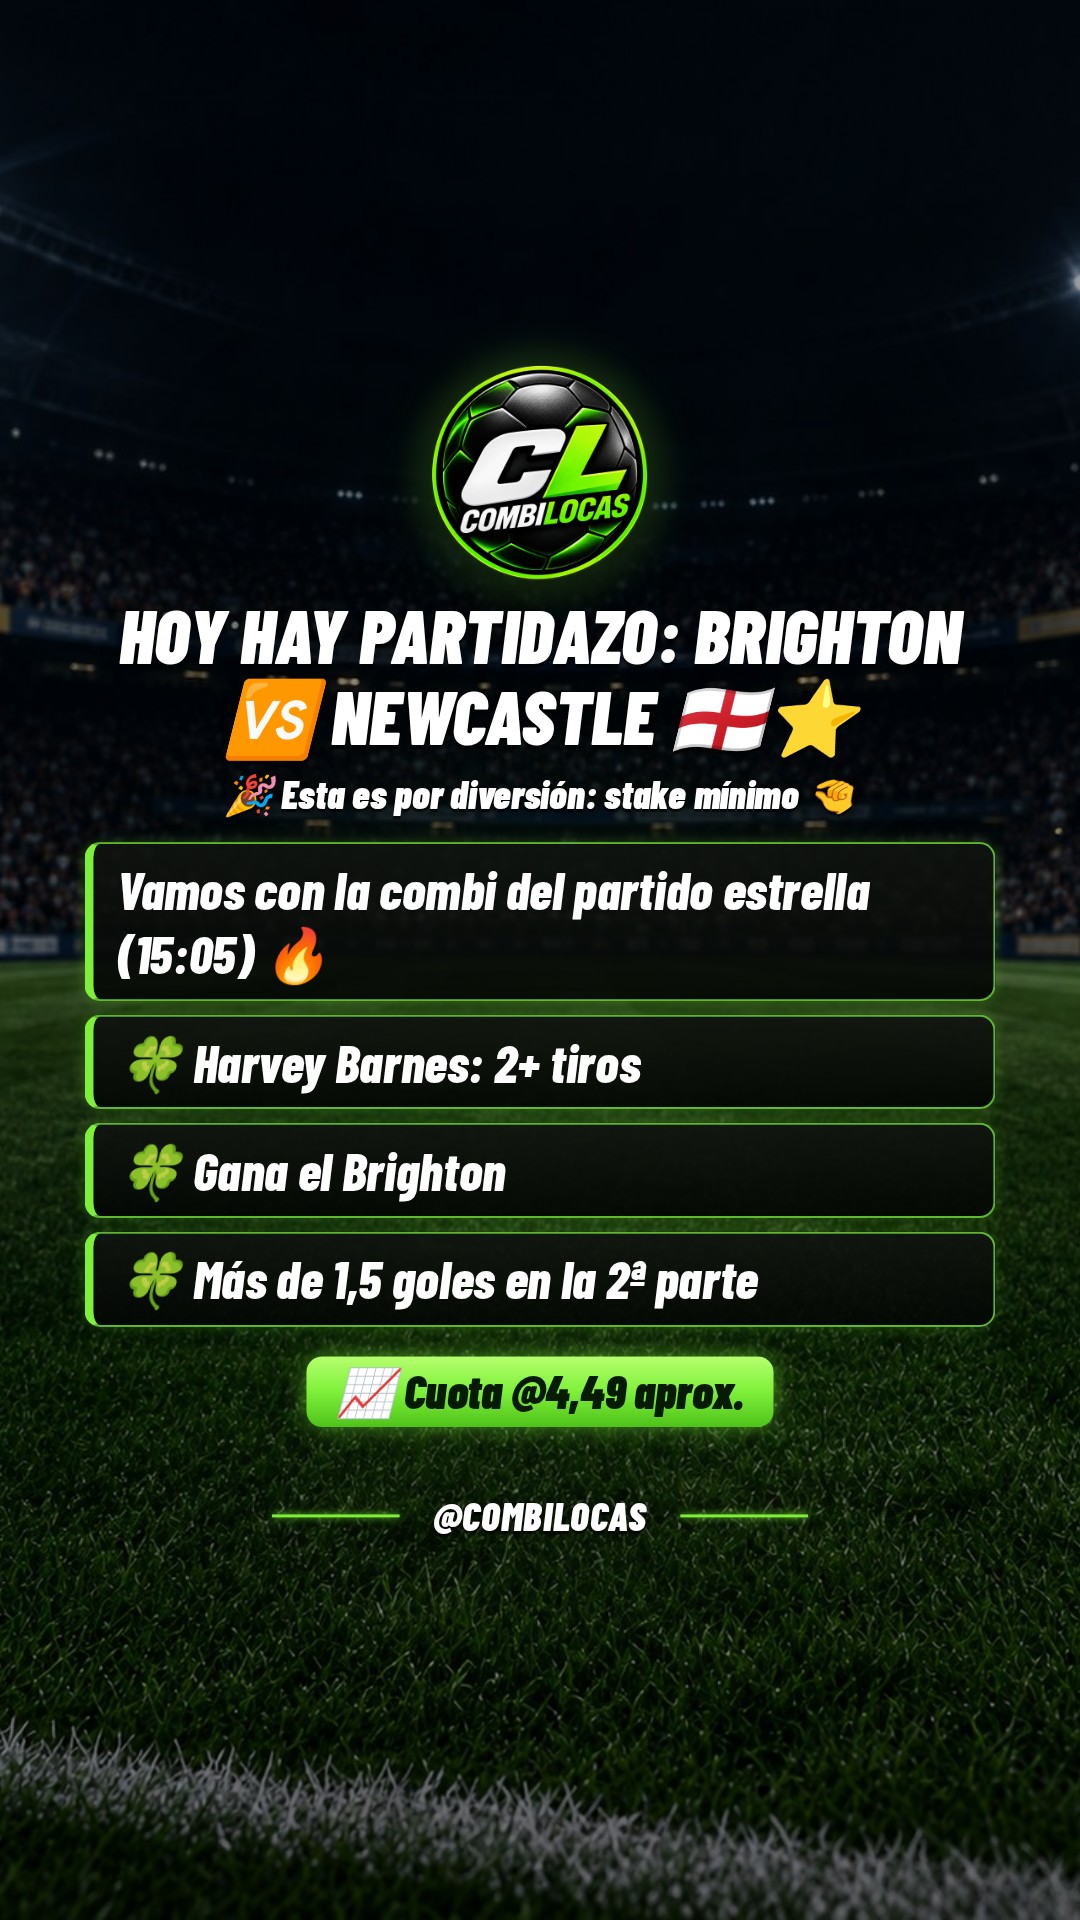 CL
COMBILOCAS
HOY HAY PARTIDAZO: BRIGHTON
🆚 NEWCASTLE 🏴󠁧󠁢󠁥󠁮󠁧󠁿⭐
🎉 Esta es por diversión: stake mínimo 🤏
Vamos con la combi del partido estrella
(15:05) 🔥
🍀 Harvey Barnes: 2+ tiros
🍀 Gana el Brighton
🍀 Más de 1,5 goles en la 2ª parte
📈 Cuota @4,49 aprox.
@COMBILOCAS